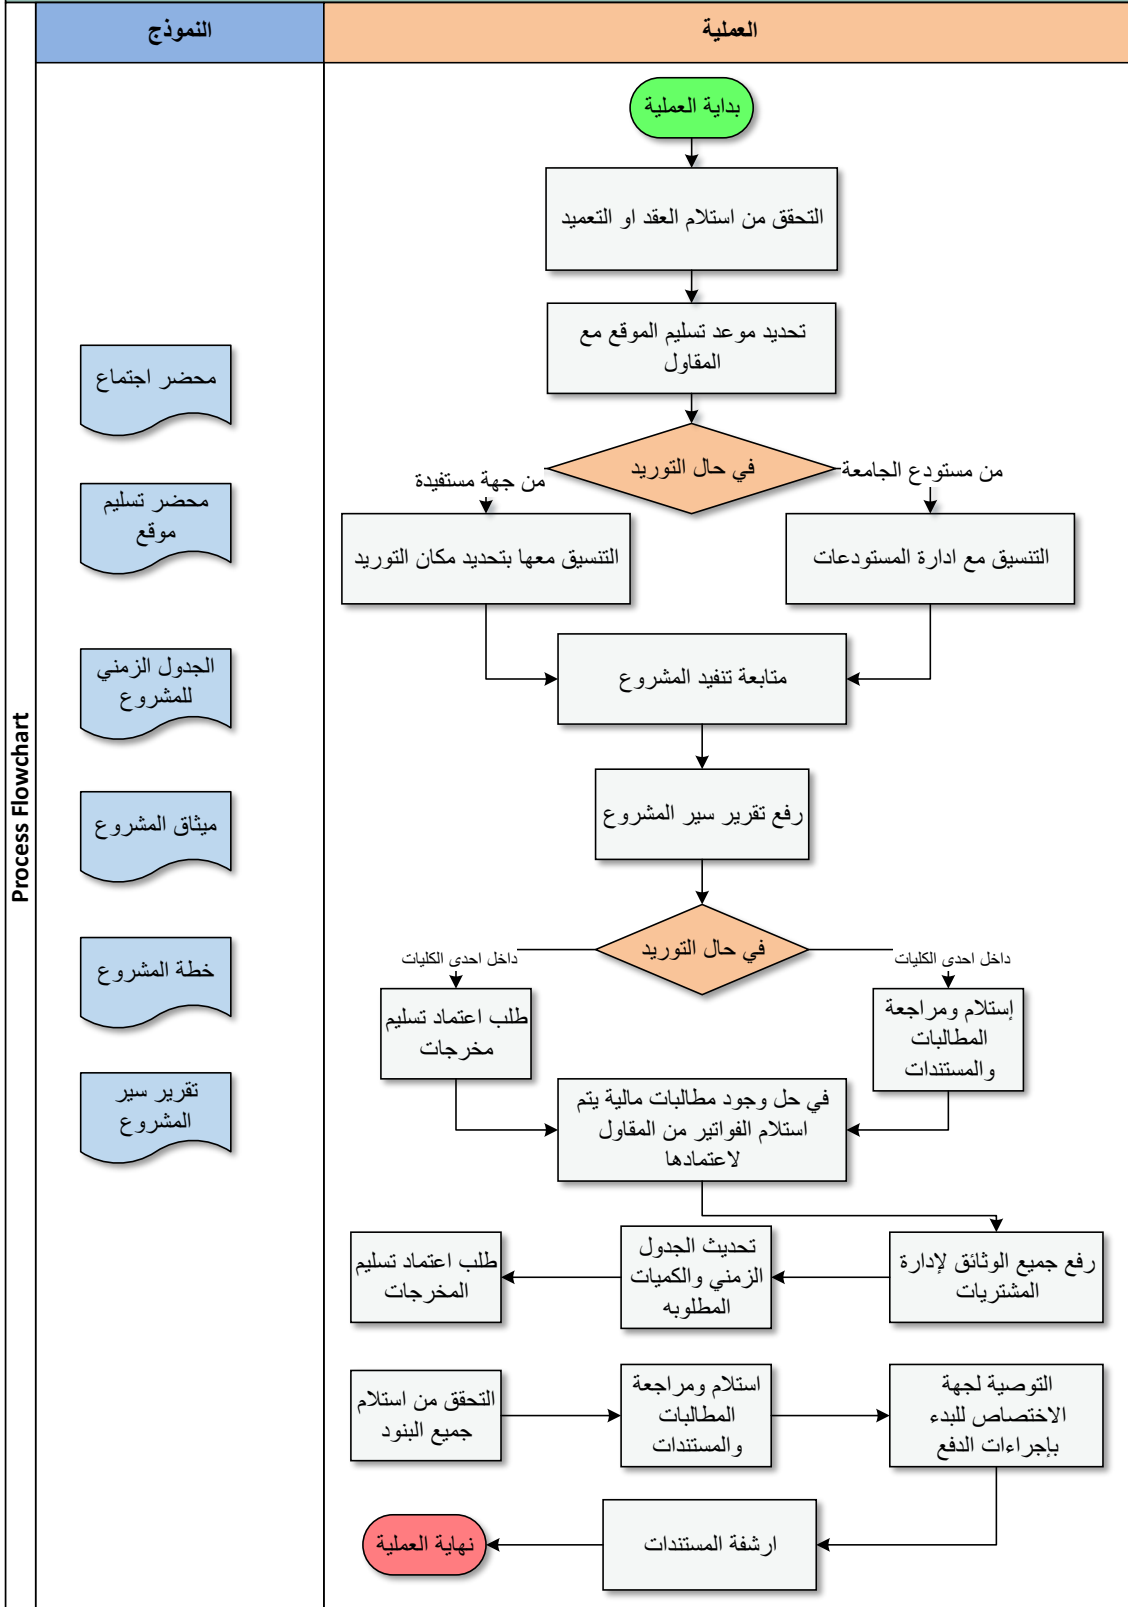 العملية
النموذج
Process Flowchart
بداية العملية
التحقق من استلام العقد او التعميد
تحديد موعد تسليم الموقع مع
المقاول
في حال التوريد
من مستودع الجامعة
من جهة مستفيدة
التنسيق مع ادارة المستودعات
التنسيق معها بتحديد مكان التوريد
متابعة تنفيد المشروع
رفع تقرير سير المشروع
في حال التوريد
داخل احدى الكليات
داخل احدى الكليات
إستلام ومراجعة
المطالبات
والمستندات
طلب اعتماد تسليم
مخرجات
في حل وجود مطالبات مالية يتم
استلام الفواتير من المقاول
لاعتمادها
رفع جميع الوثائق لإدارة
المشتريات
تحديث الجدول
الزمني والكميات
المطلوبه
طلب اعتماد تسليم
المخرجات
التحقق من استلام
جميع البنود
استلام ومراجعة
المطالبات
والمستندات
التوصية لجهة
الاختصاص للبدء
بإجراءات الدفع
ارشفة المستندات
نهاية العملية
محضر اجتماع
محضر تسليم
موقع
الجدول الزمني
للمشروع
ميثاق المشروع
خطة المشروع
تقرير سير
المشروع